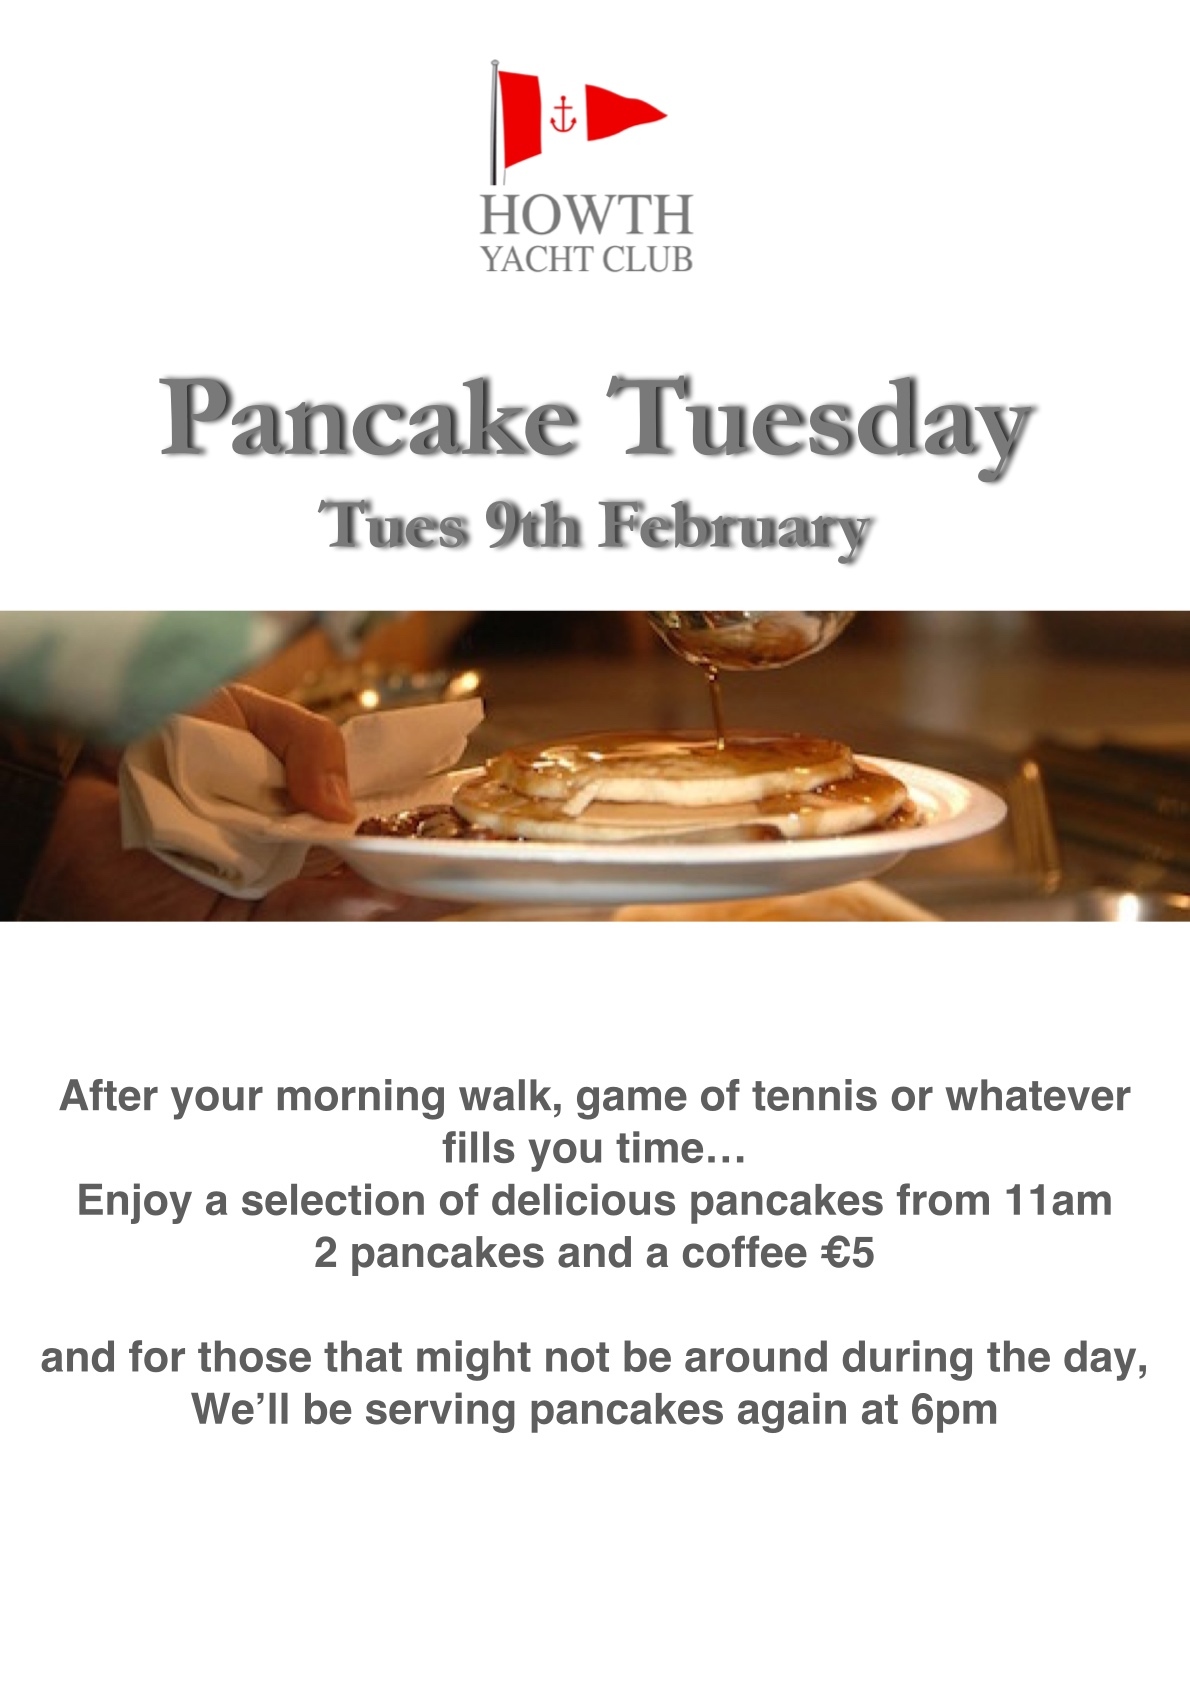 HOWTH
YACHT CLUB
Pancake Tuesday
Tues 9th February
After your morning walk, game of tennis or whatever
fills you time…
Enjoy a selection of delicious pancakes from 11am
2 pancakes and a coffee €5
and for those that might not be around during the day,
We’ll be serving pancakes again at 6pm